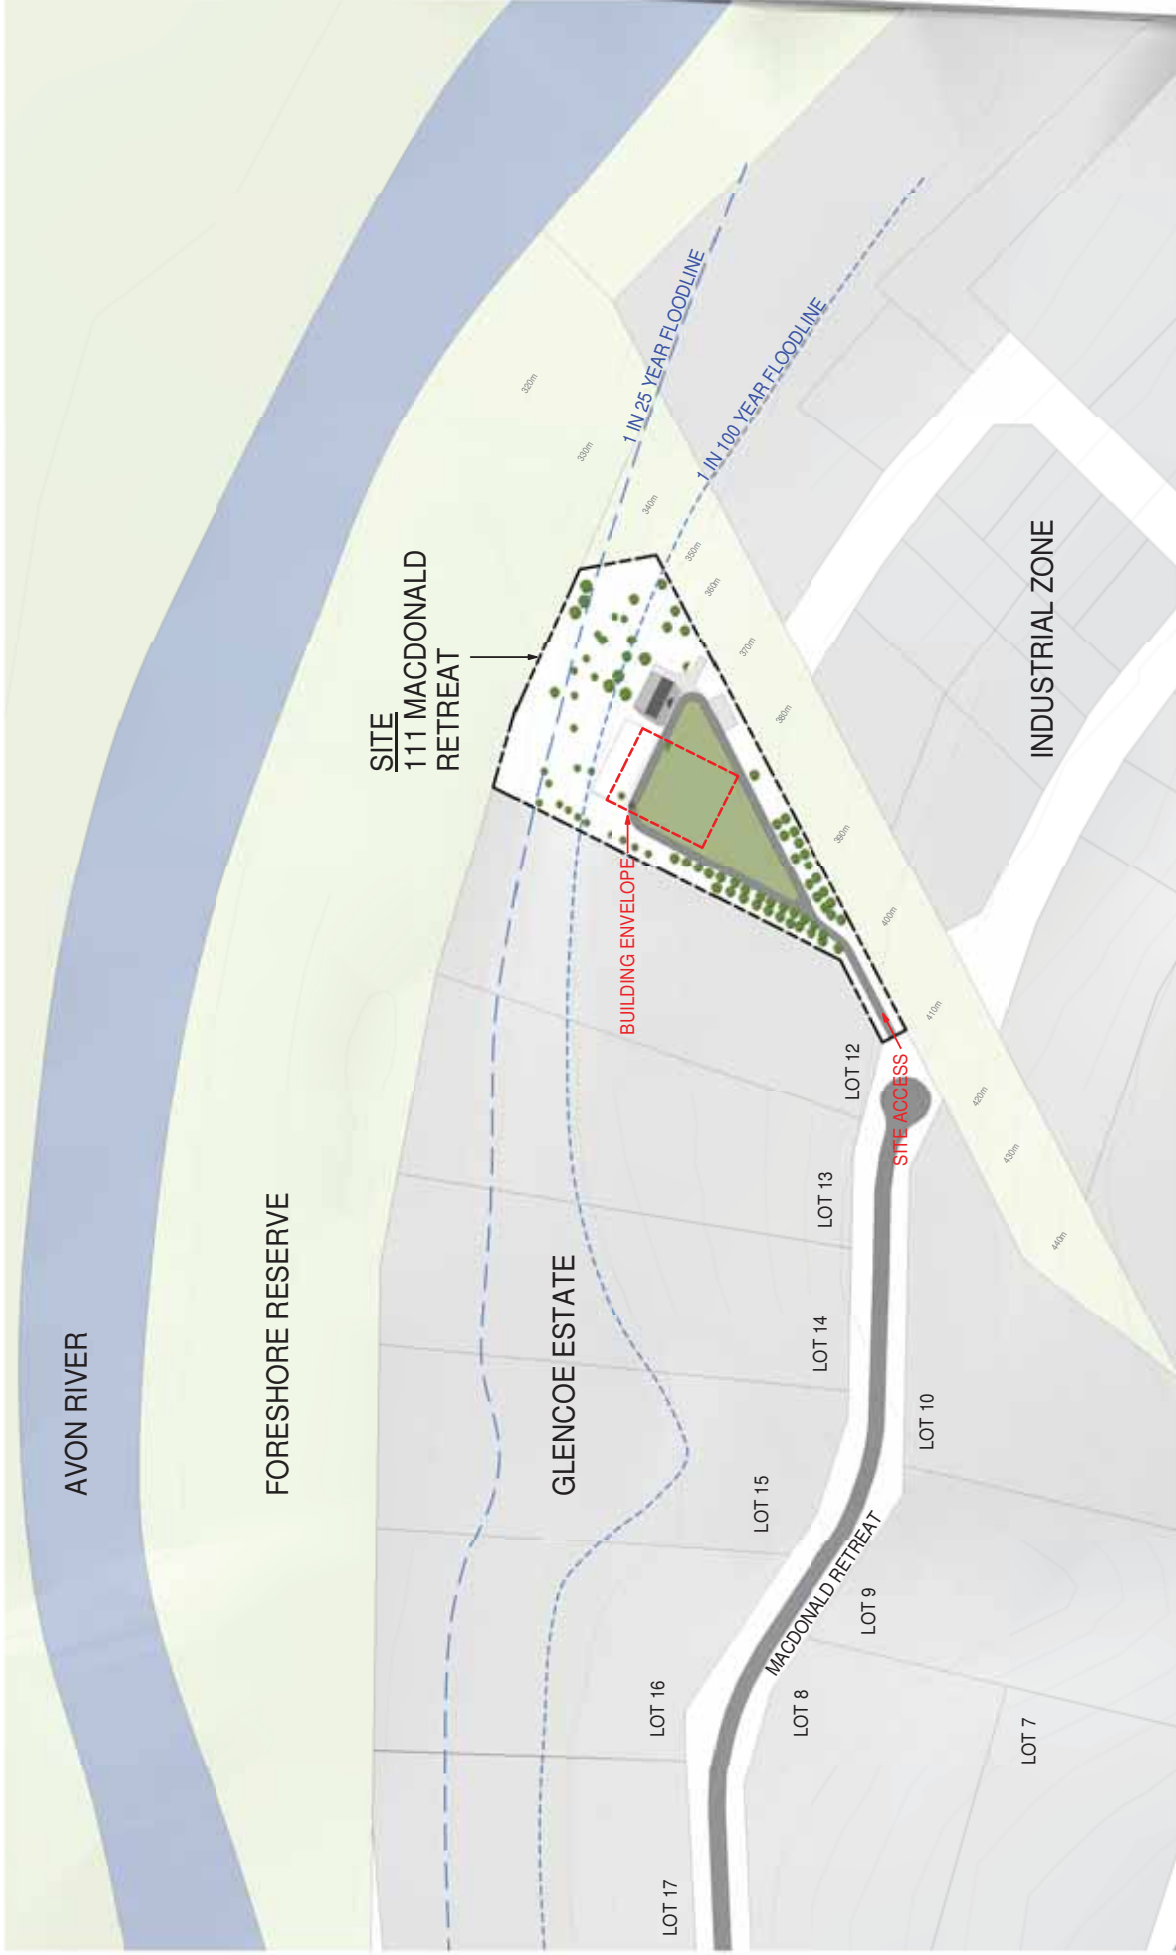 AVON RIVER
FORESHORE RESERVE
SITE
111 MACDONALD
RETREAT
GLENCOE ESTATE
1 IN 25 YEAR FLOODLINE
1 IN 100 YEAR FLOODLINE
BUILDING ENVELOPE
SITE ACCESS
INDUSTRIAL ZONE
MACDONALD RETREAT
LOT 17
LOT 16
LOT 15
LOT 14
LOT 13
LOT 12
LOT 10
LOT 9
LOT 8
LOT 7
320m
330m
340m
350m
360m
370m
380m
390m
400m
410m
420m
430m
440m